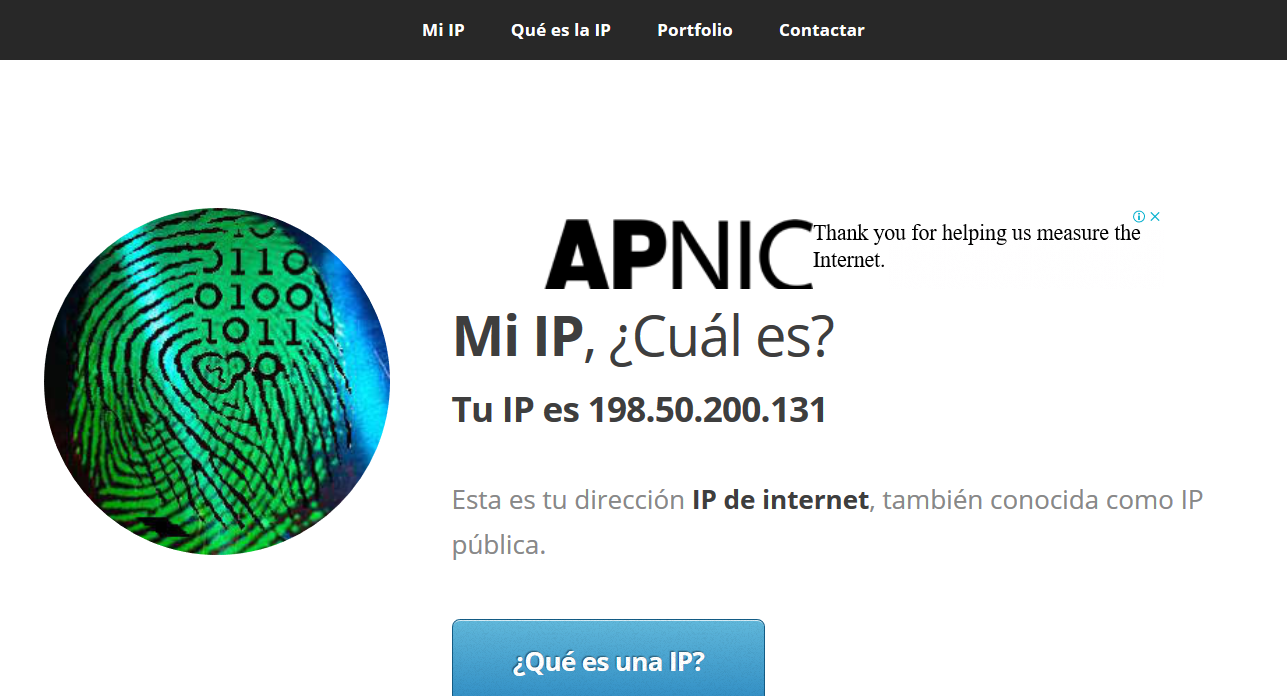 Mi IP Qué es la IP Portfolio Contactar
APNIC
Thank you for helping us measure the
Internet.
0110
0100
1011
0
Mi IP, ¿Cuál es?
Tu IP es 198.50.200.131
Esta es tu dirección IP de internet, también conocida como IP
pública.
¿Qué es una IP?